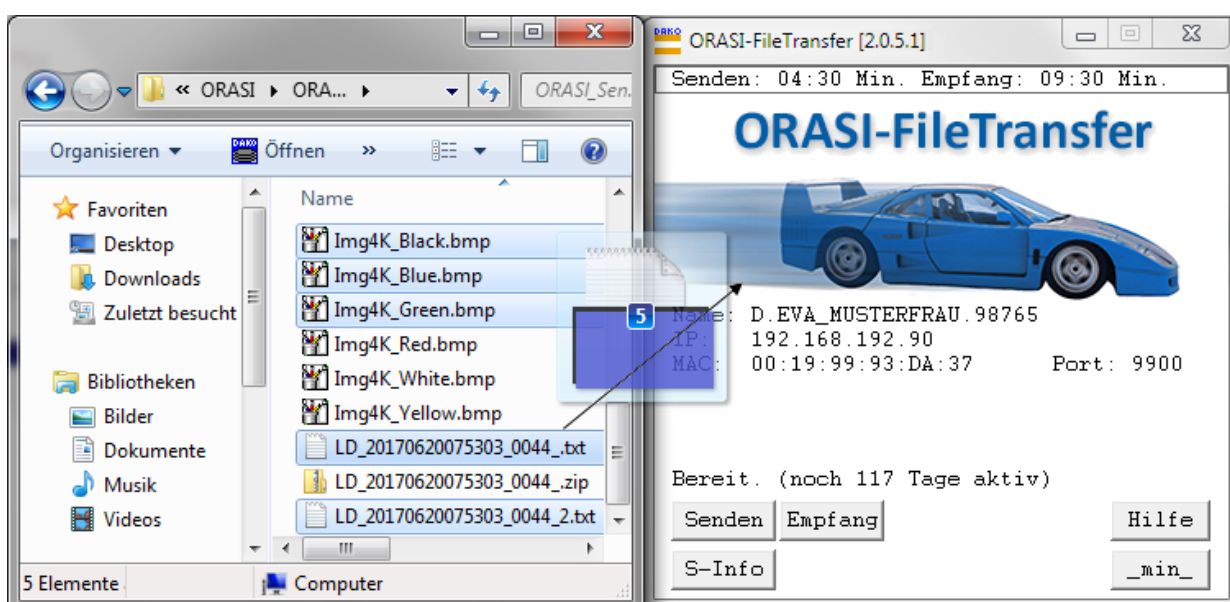 « ORASI ▸ ORA... ▸
ORASI_Sen.
Organisieren
DAKO
Öffnen
»
Favoriten
Desktop
Downloads
Zuletzt besucht
Bibliotheken
Bilder
Dokumente
Musik
Videos
Name
Img4K_Black.bmp
Img4K_Blue.bmp
Img4K_Green.bmp
Img4K_Red.bmp
Img4K_White.bmp
Img4K_Yellow.bmp
LD_20170620075303_0044_.txt
LD_20170620075303_0044_.zip
LD_20170620075303_0044_2.txt
5 Elemente
Computer
5
DAKO
ORASI-FileTransfer [2.0.5.1]
Senden: 04:30 Min. Empfang: 09:30 Min.
ORASI-FileTransfer
Name: D.EVA_MUSTERFRAU.98765
IP: 192.168.192.90
MAC: 00:19:99:93:DA:37 Port: 9900
Bereit. (noch 117 Tage aktiv)
Senden Empfang Hilfe
S-Info _min_